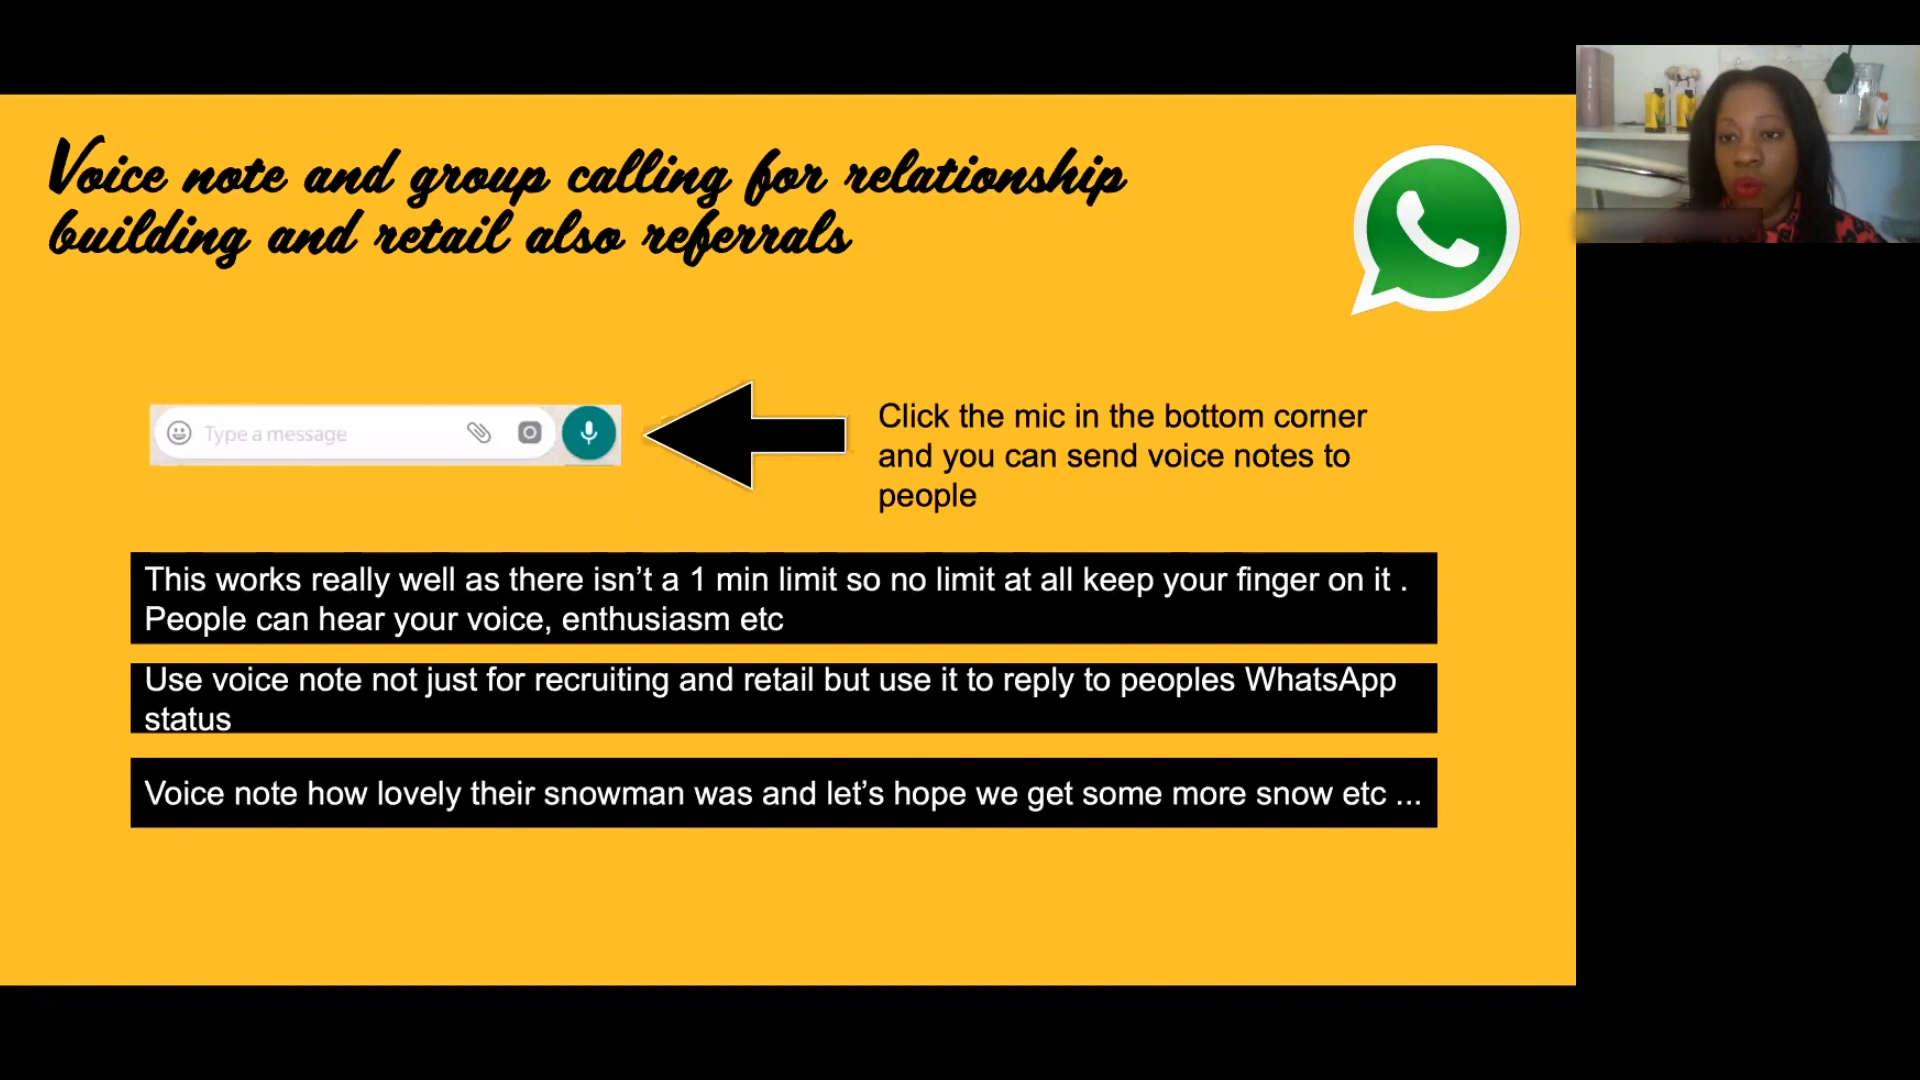 Voice note and group calling for relationship
building and retail also referrals
Type a message
Click the mic in the bottom corner
and you can send voice notes to
people
This works really well as there isn’t a 1 min limit so no limit at all keep your finger on it .
People can hear your voice, enthusiasm etc
Use voice note not just for recruiting and retail but use it to reply to peoples WhatsApp
status
Voice note how lovely their snowman was and let’s hope we get some more snow etc ...